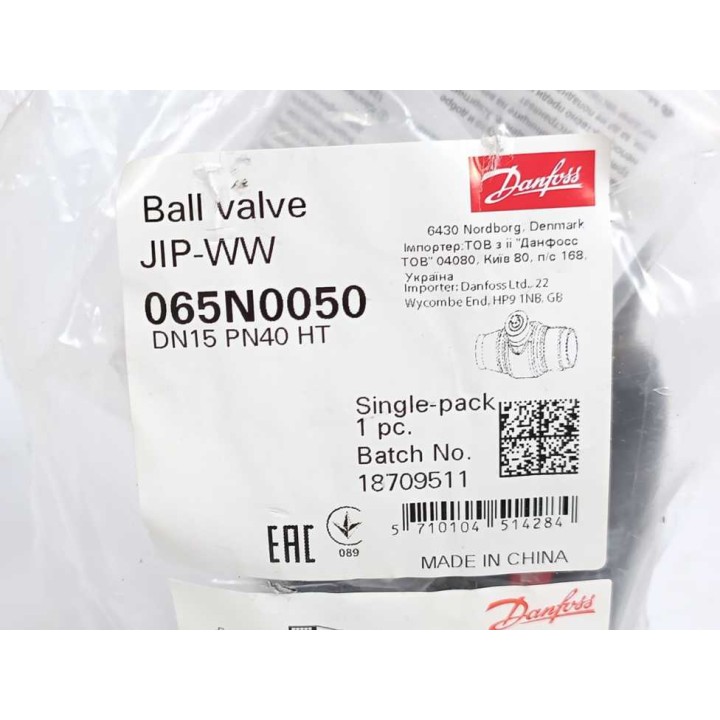 Ball valve
JIP-WW
065N0050
DN15 PN40 HT
Danfoss
6430 Nordborg, Denmark
Імпортер:ТОВ з іі "Данфосс
ТОВ" 04080, Київ 80, п/с 168,
Україна
Importer: Danfoss Ltd., 22
Wycombe End, HP9 1NB, GB
Single-pack
1 pc.
Batch No.
18709511
5 710104 514284
EAC
089
MADE IN CHINA
Danfoss